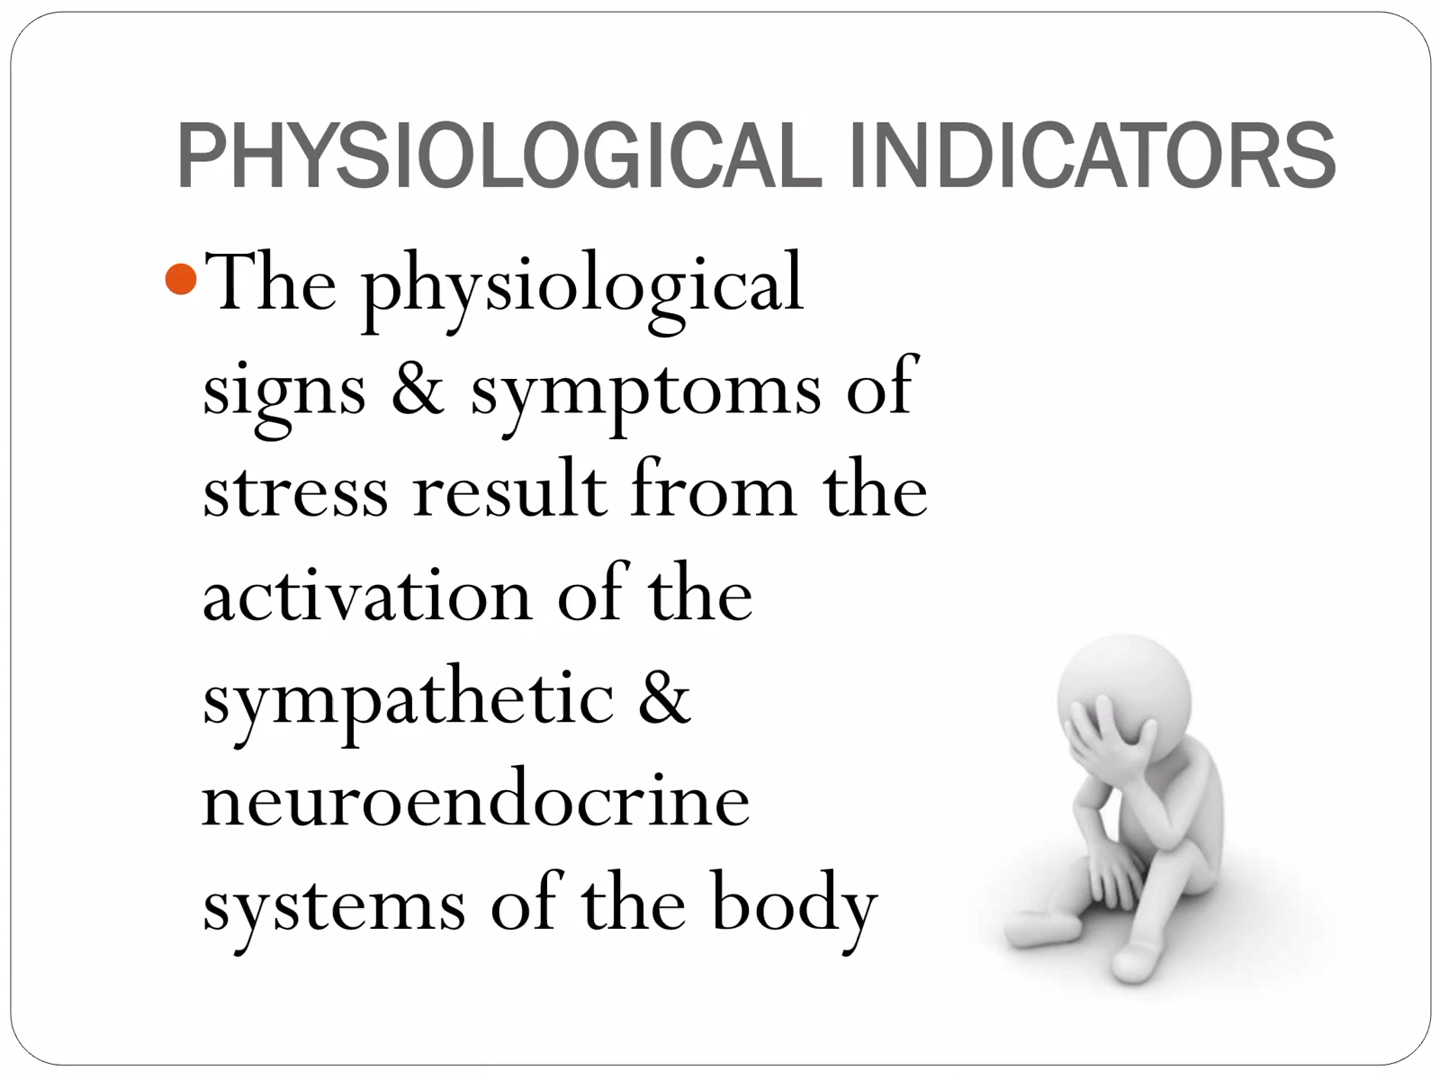 PHYSIOLOGICAL INDICATORS
•The physiological
signs & symptoms of
stress result from the
activation of the
sympathetic &
neuroendocrine
systems of the body